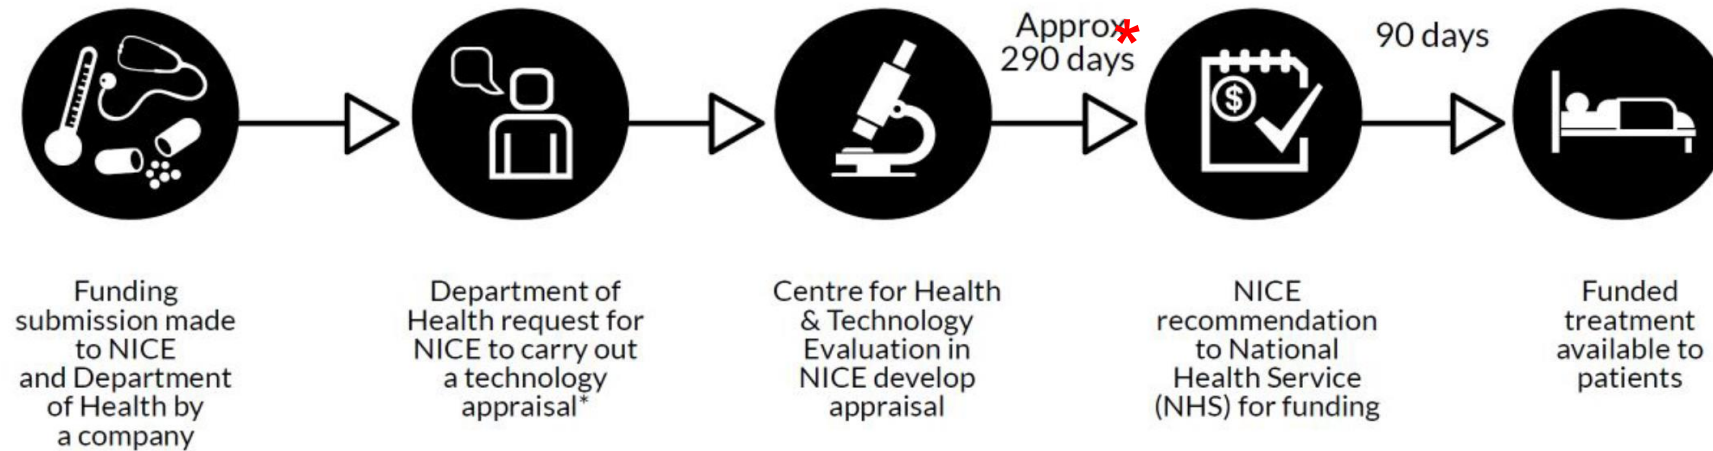 Approx*
290 days
90 days
$
Funding
submission made
to NICE
and Department
of Health by
a company
Department of
Health request for
NICE to carry out
a technology
appraisal*
Centre for Health
& Technology
Evaluation in
NICE develop
appraisal
NICE
recommendation
to National
Health Service
(NHS) for funding
Funded
treatment
available to
patients